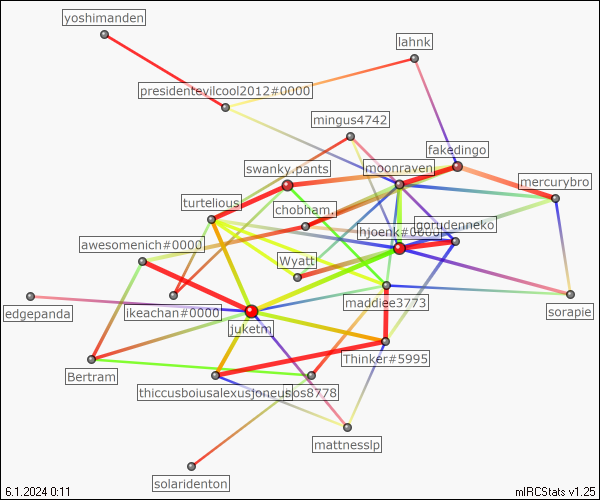 yoshimanden
lahnk
presidentevilcool2012#0000
mingus4742
fakedingo
swanky.pants
moonraven
mercurybro
turtelious
chobham.
gorudeneko
hjoenk#0000
awesomenich#0000
Wyatt
maddiee3773
edgepanda
ikeachan#0000
sorapie
juketm
Thinker#5995
Bertram
thiccusboiusalexusjoneus
os8778
mattnesslp
solaridenton
6.1.2024 0:11
mIRCStats v1.25